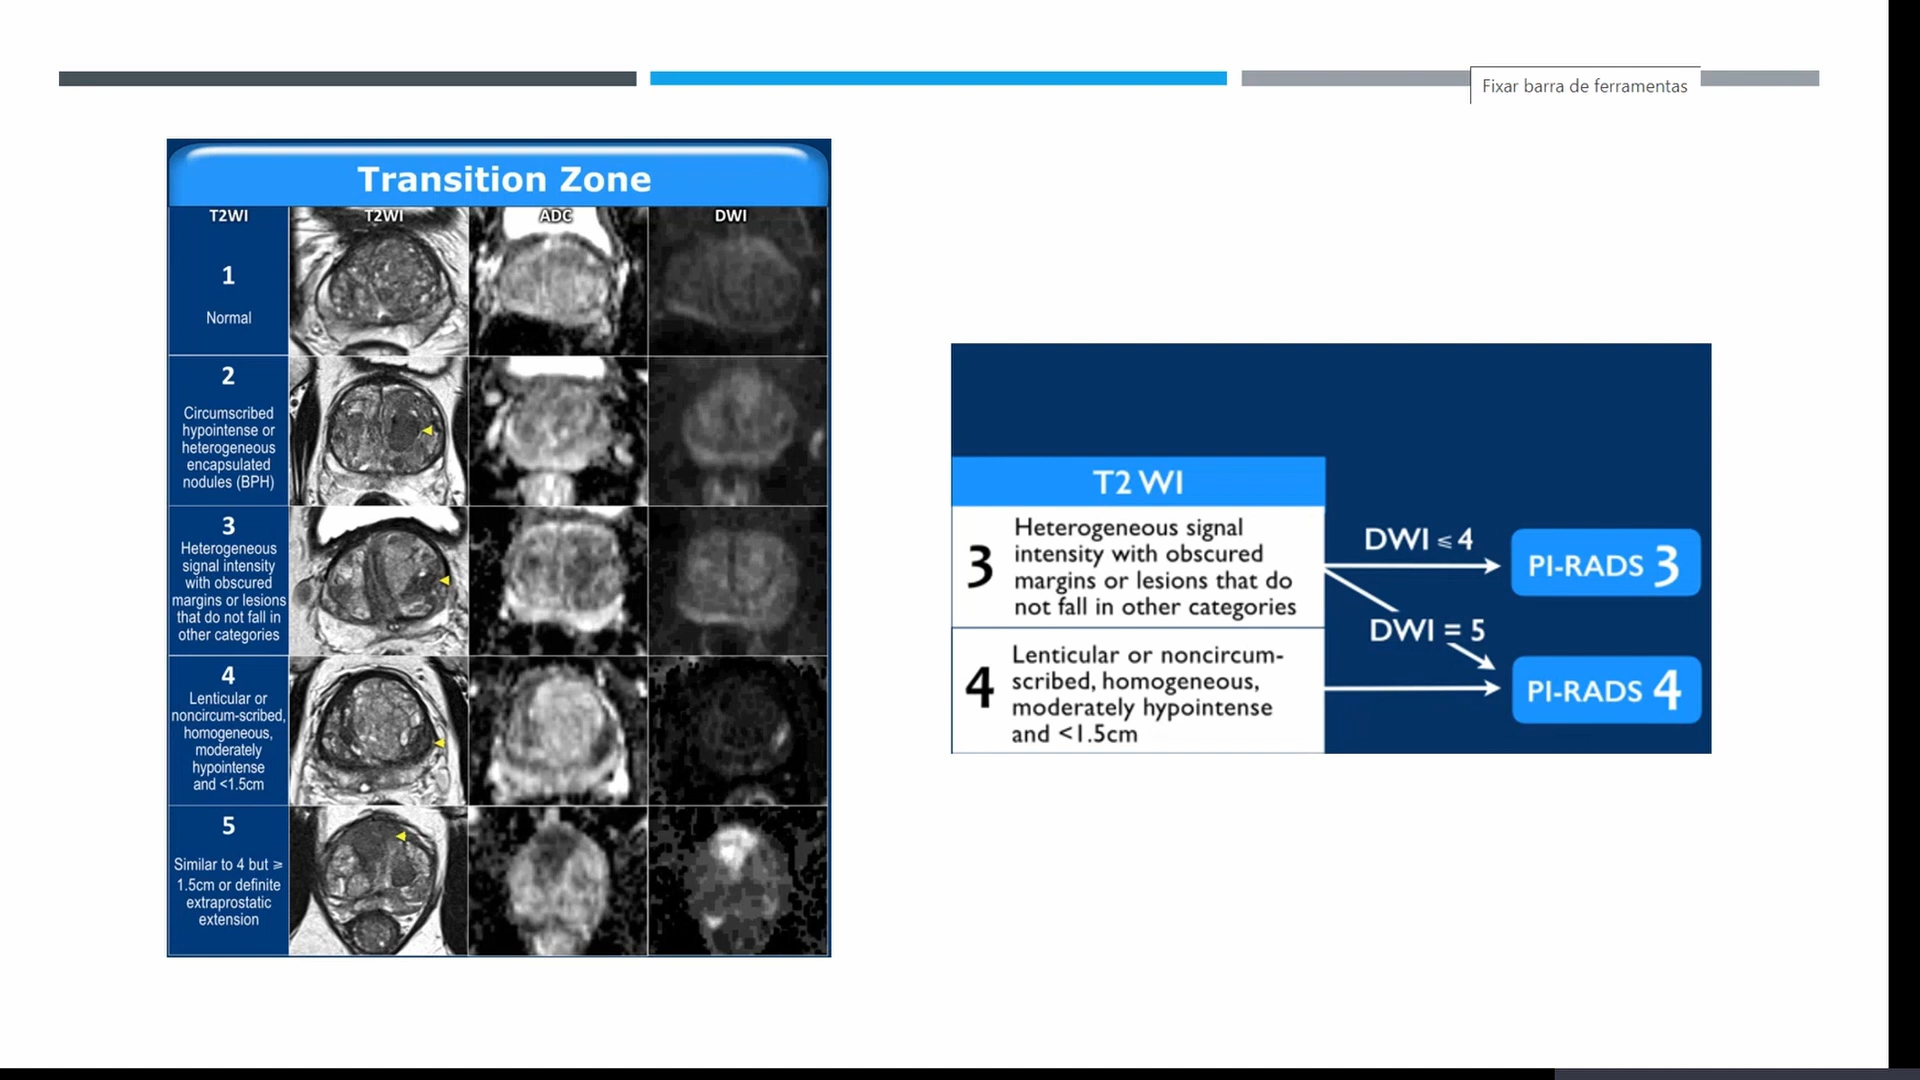 Fixar barra de ferramentas
Transition Zone
T2WI
T2WI
ADC
DWI
1
Normal
2
Circumscribed
hypointense or
heterogeneous
encapsulated
nodules (BPH)
3
Heterogeneous
signal intensity
with obscured
margins or lesions
that do not fall in
other categories
4
Lenticular or
noncircum-scribed,
homogeneous,
moderately
hypointense
and <1.5cm
5
Similar to 4 but ≥
1.5cm or definite
extraprostatic
extension
T2 WI
3
Heterogeneous signal
intensity with obscured
margins or lesions that do
not fall in other categories
DWI ≤ 4
PI-RADS 3
DWI = 5
4
Lenticular or noncircum-
scribed, homogeneous,
moderately hypointense
and <1.5cm
PI-RADS 4